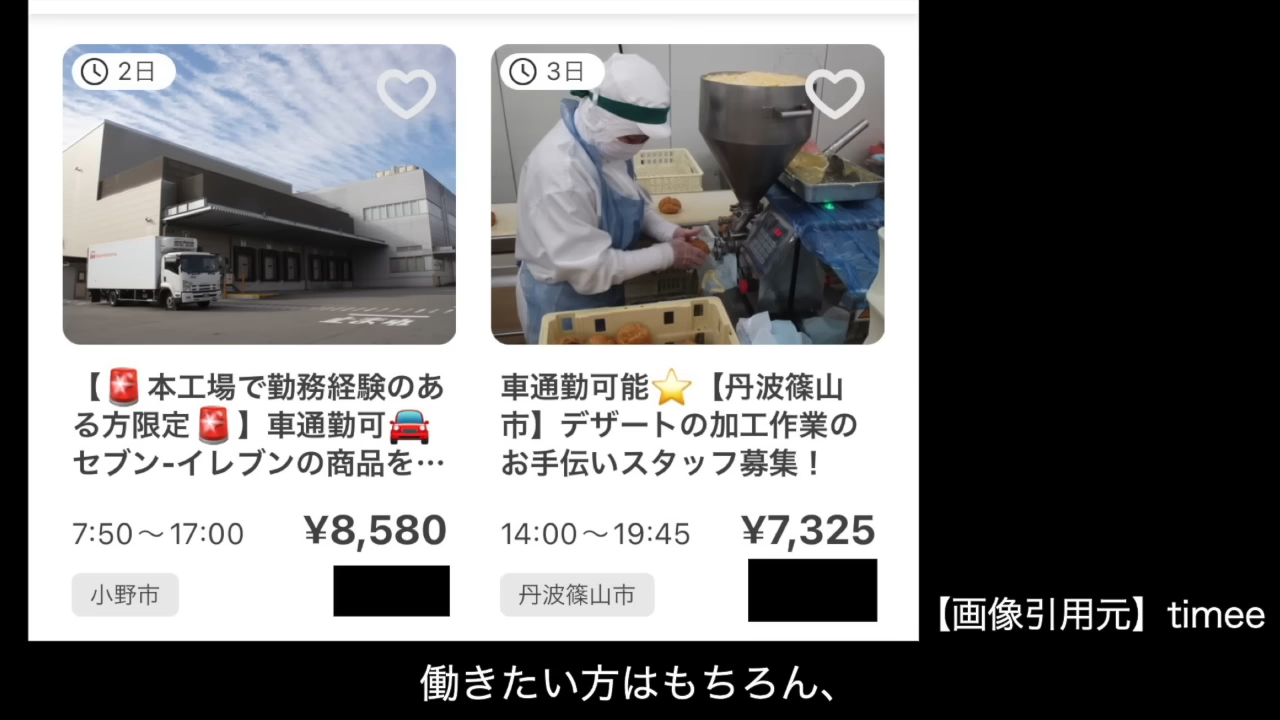 2日
3日
【🚨本工場で勤務経験のあ
る方限定🚨】車通勤可🚘
セブン-イレブンの商品を…
7:50〜17:00
¥8,580
小野市
車通勤可能⭐【丹波篠山
市】デザートの加工作業の
お手伝いスタッフ募集！
14:00〜19:45
¥7,325
丹波篠山市
【画像引用元】timee
働きたい方はもちろん、